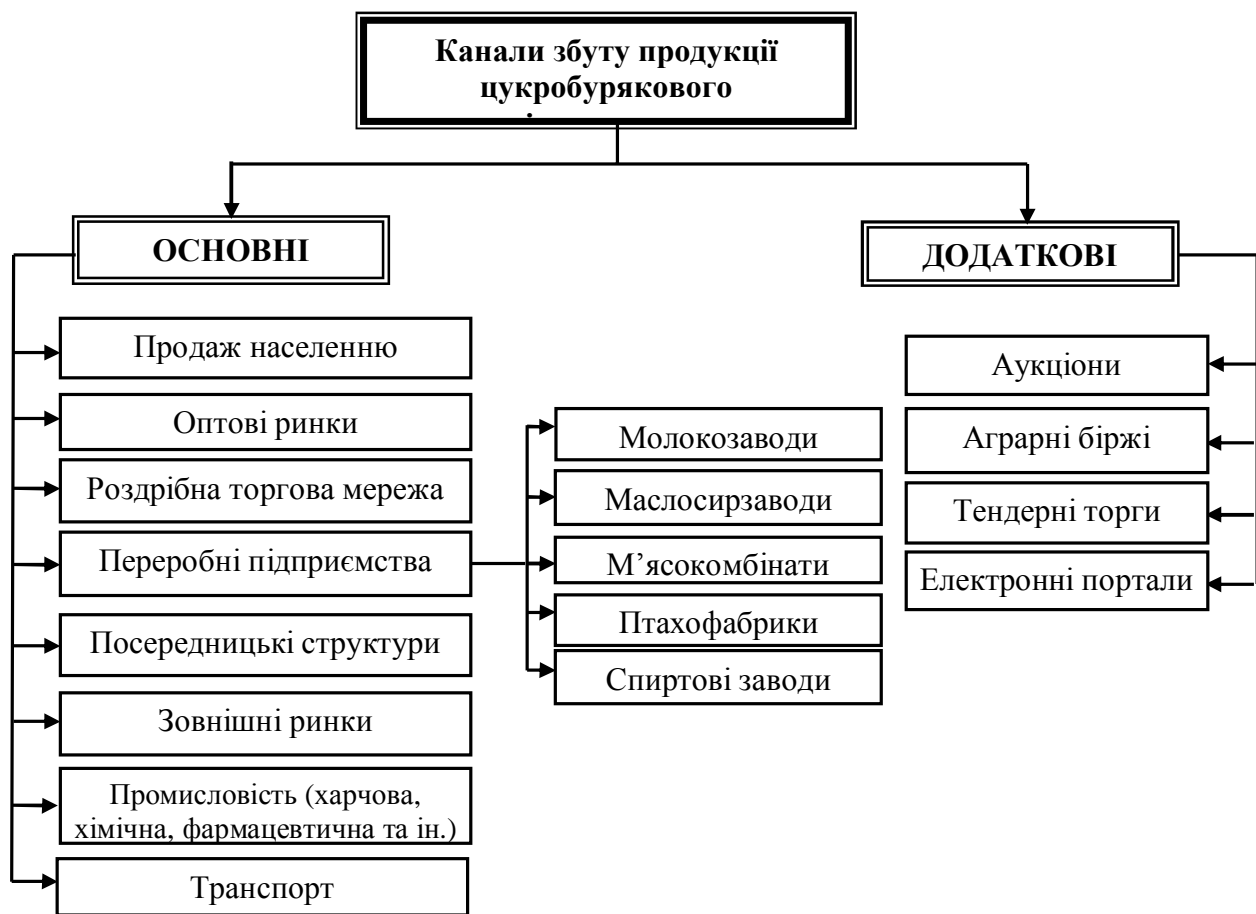 Канали збуту продукції
цукробурякового
ОСНОВНІ
ДОДАТКОВІ
Продаж населенню
Оптові ринки
Роздрібна торгова мережа
Переробні підприємства
Посередницькі структури
Зовнішні ринки
Промисловість (харчова,
хімічна, фармацевтична та ін.)
Транспорт
Молокозаводи
Маслосирзаводи
М’ясокомбінати
Птахофабрики
Спиртові заводи
Аукціони
Аграрні біржі
Тендерні торги
Електронні портали